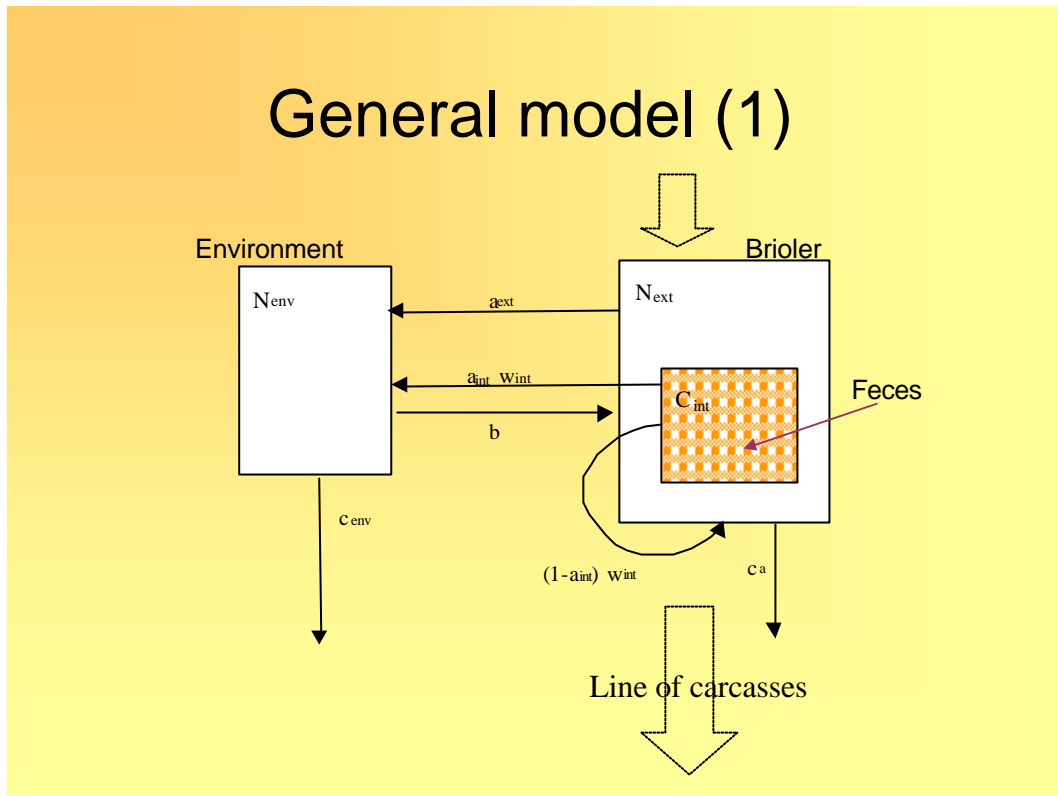 General model (1)
Environment
Brioler
Nenv
Next
aext
aint wint
Cint
Feces
b
cenv
(1-aint) wint
ca
Line of carcasses